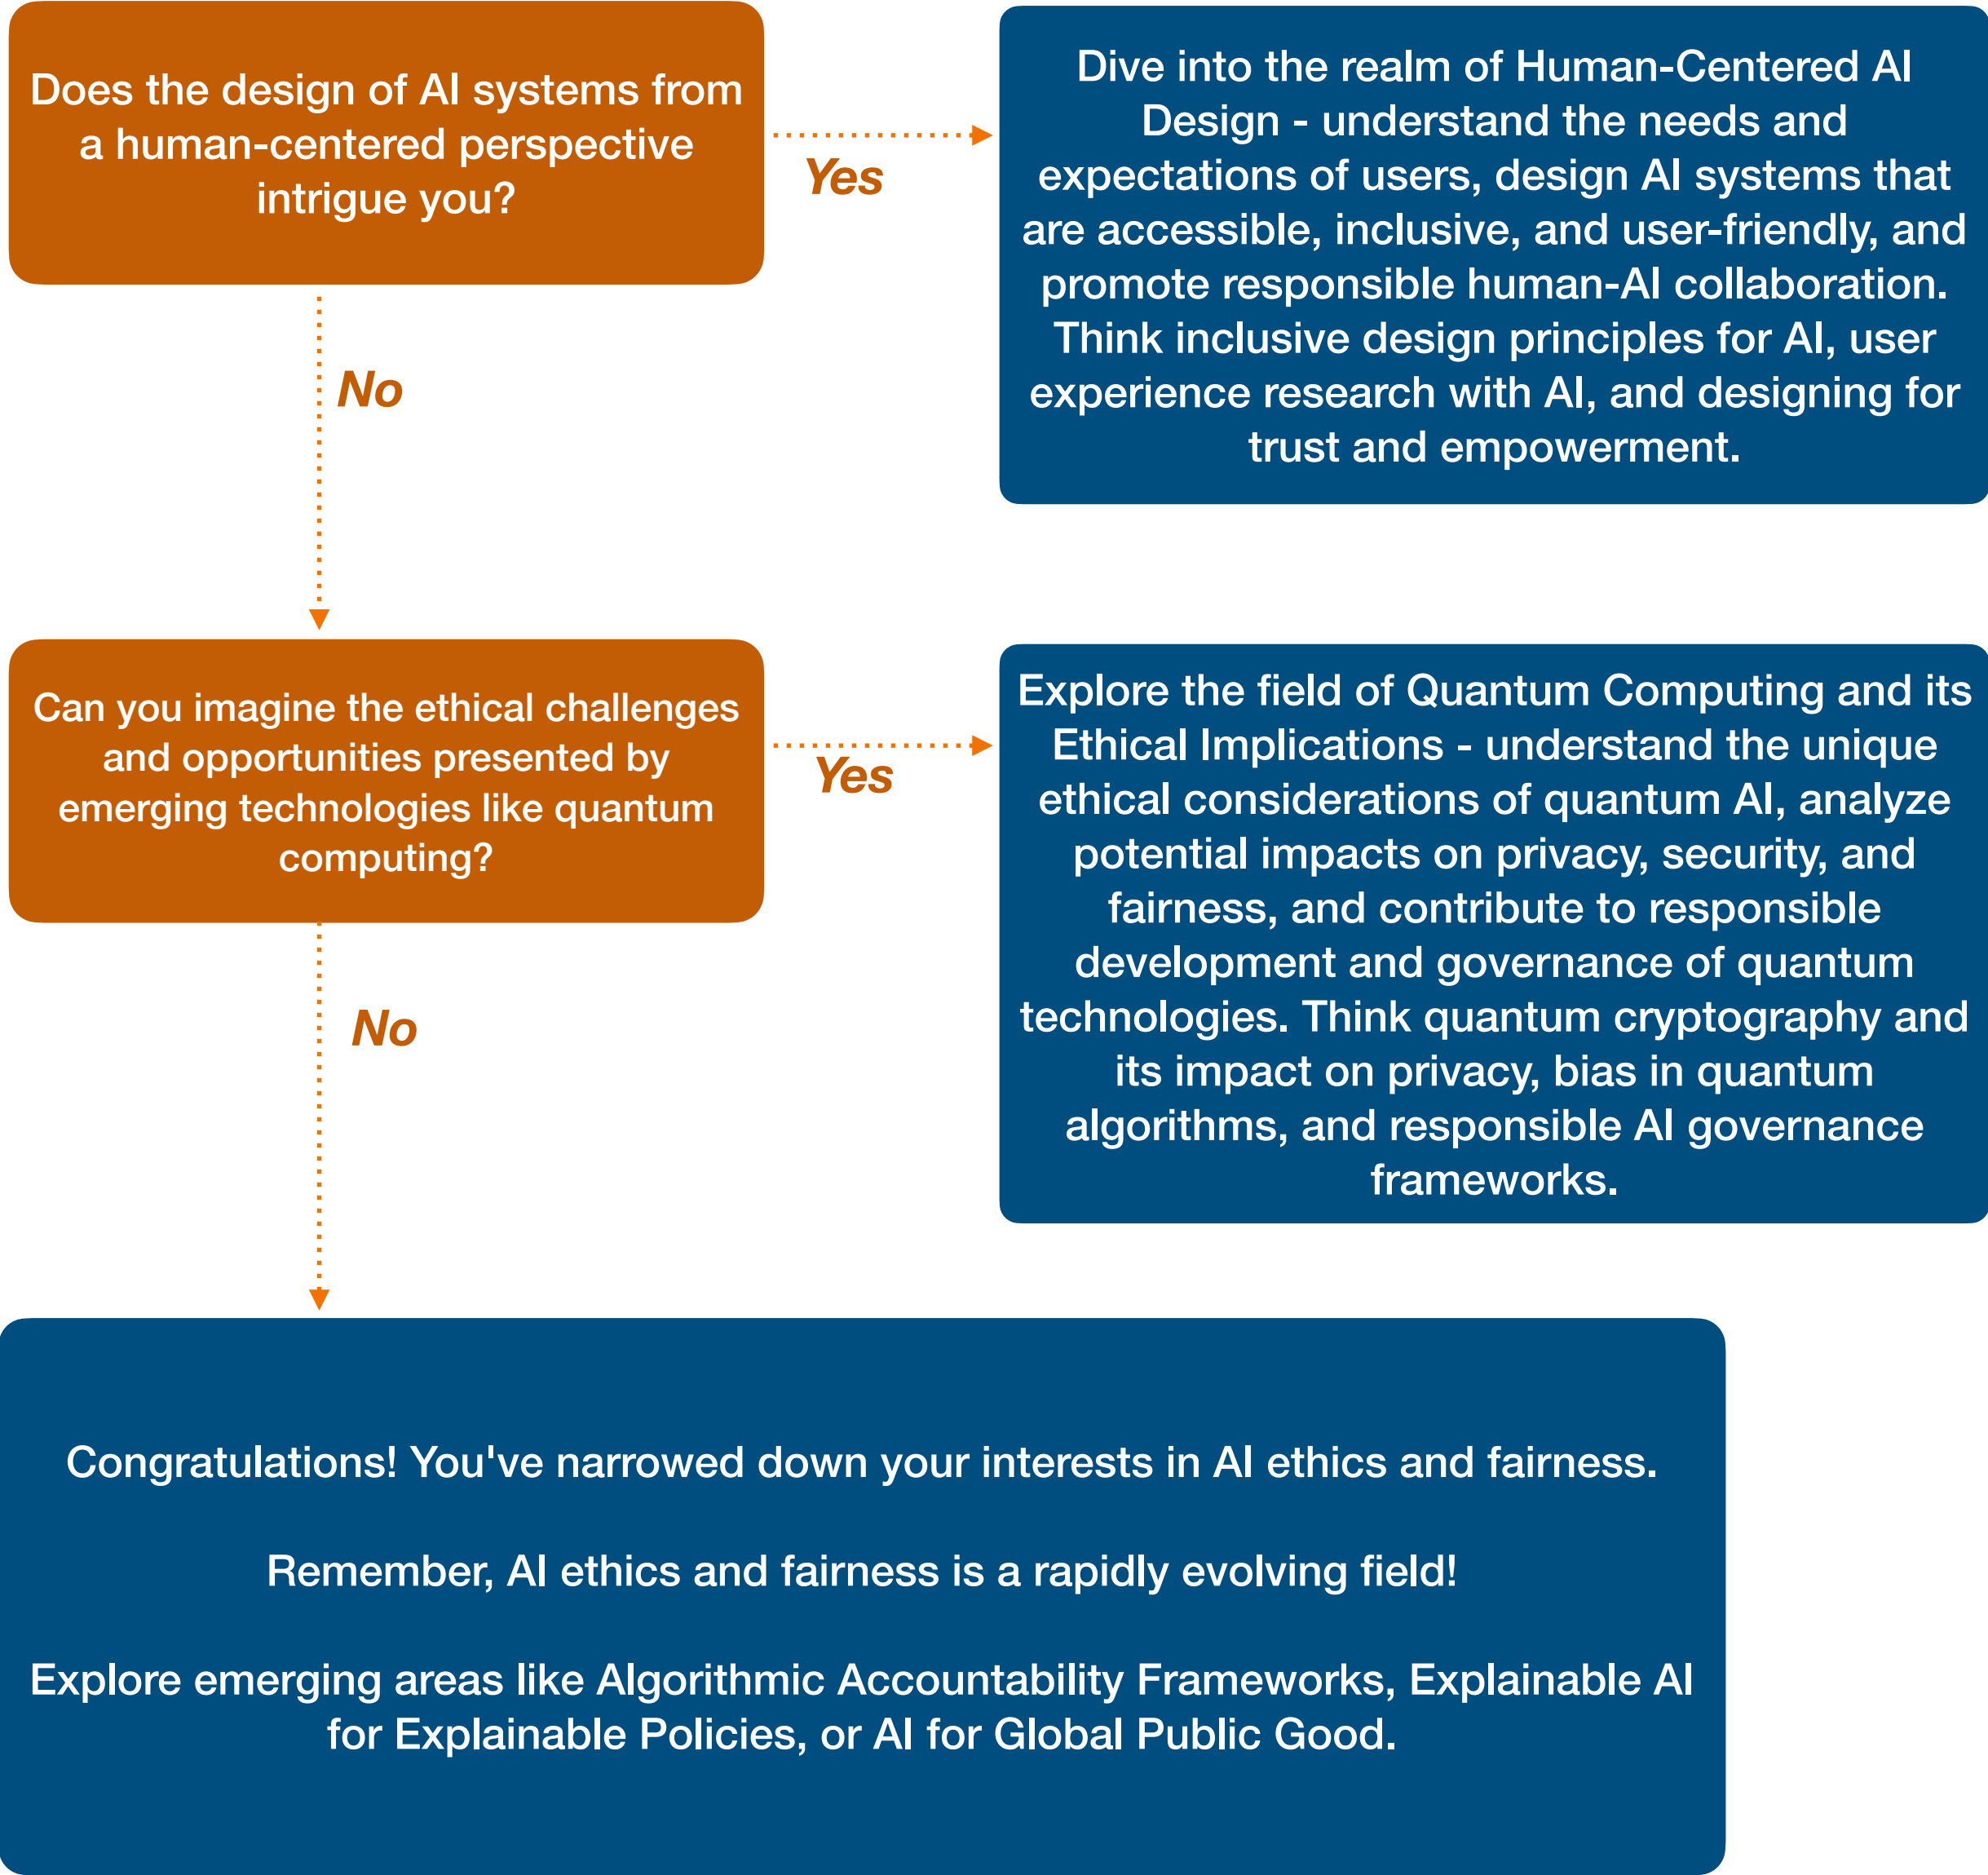 Does the design of AI systems from
a human-centered perspective
intrigue you?
Yes
Dive into the realm of Human-Centered AI
Design - understand the needs and
expectations of users, design AI systems that
are accessible, inclusive, and user-friendly, and
promote responsible human-AI collaboration.
Think inclusive design principles for AI, user
experience research with AI, and designing for
trust and empowerment.
No
Can you imagine the ethical challenges
and opportunities presented by
emerging technologies like quantum
computing?
Yes
Explore the field of Quantum Computing and its
Ethical Implications - understand the unique
ethical considerations of quantum AI, analyze
potential impacts on privacy, security, and
fairness, and contribute to responsible
development and governance of quantum
technologies. Think quantum cryptography and
its impact on privacy, bias in quantum
algorithms, and responsible AI governance
frameworks.
No
Congratulations! You've narrowed down your interests in AI ethics and fairness.
Remember, AI ethics and fairness is a rapidly evolving field!
Explore emerging areas like Algorithmic Accountability Frameworks, Explainable AI
for Explainable Policies, or AI for Global Public Good.